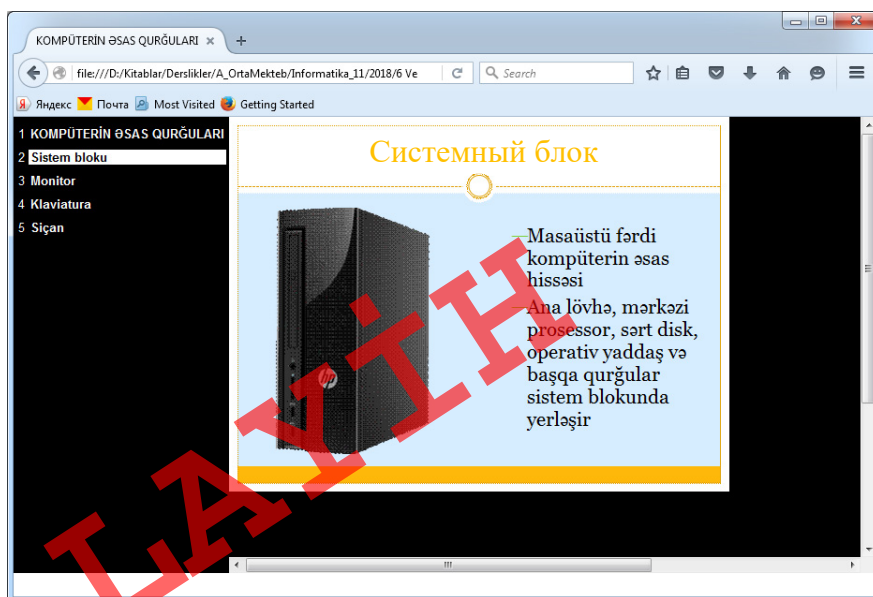 KOMPÜTERİN ƏSAS QURĞULARI
file:///D:/Kitablar/Derslikler/A_OrtaMekteb/Informatika_11/2018/6 Ve
Search
Яндекс Почта Most Visited Getting Started
1 KOMPÜTERİN ƏSAS QURĞULARI
2 Sistem bloku
3 Monitor
4 Klaviatura
5 Siçan
Системный блок
Masaüstü fərdi
kompüterin əsas
hissəsi
Ana lövhə, mərkəzi
prosessor, sərt disk,
operativ yaddaş və
başqa qurğular
sistem blokunda
yerləşir
hp
LAYİH